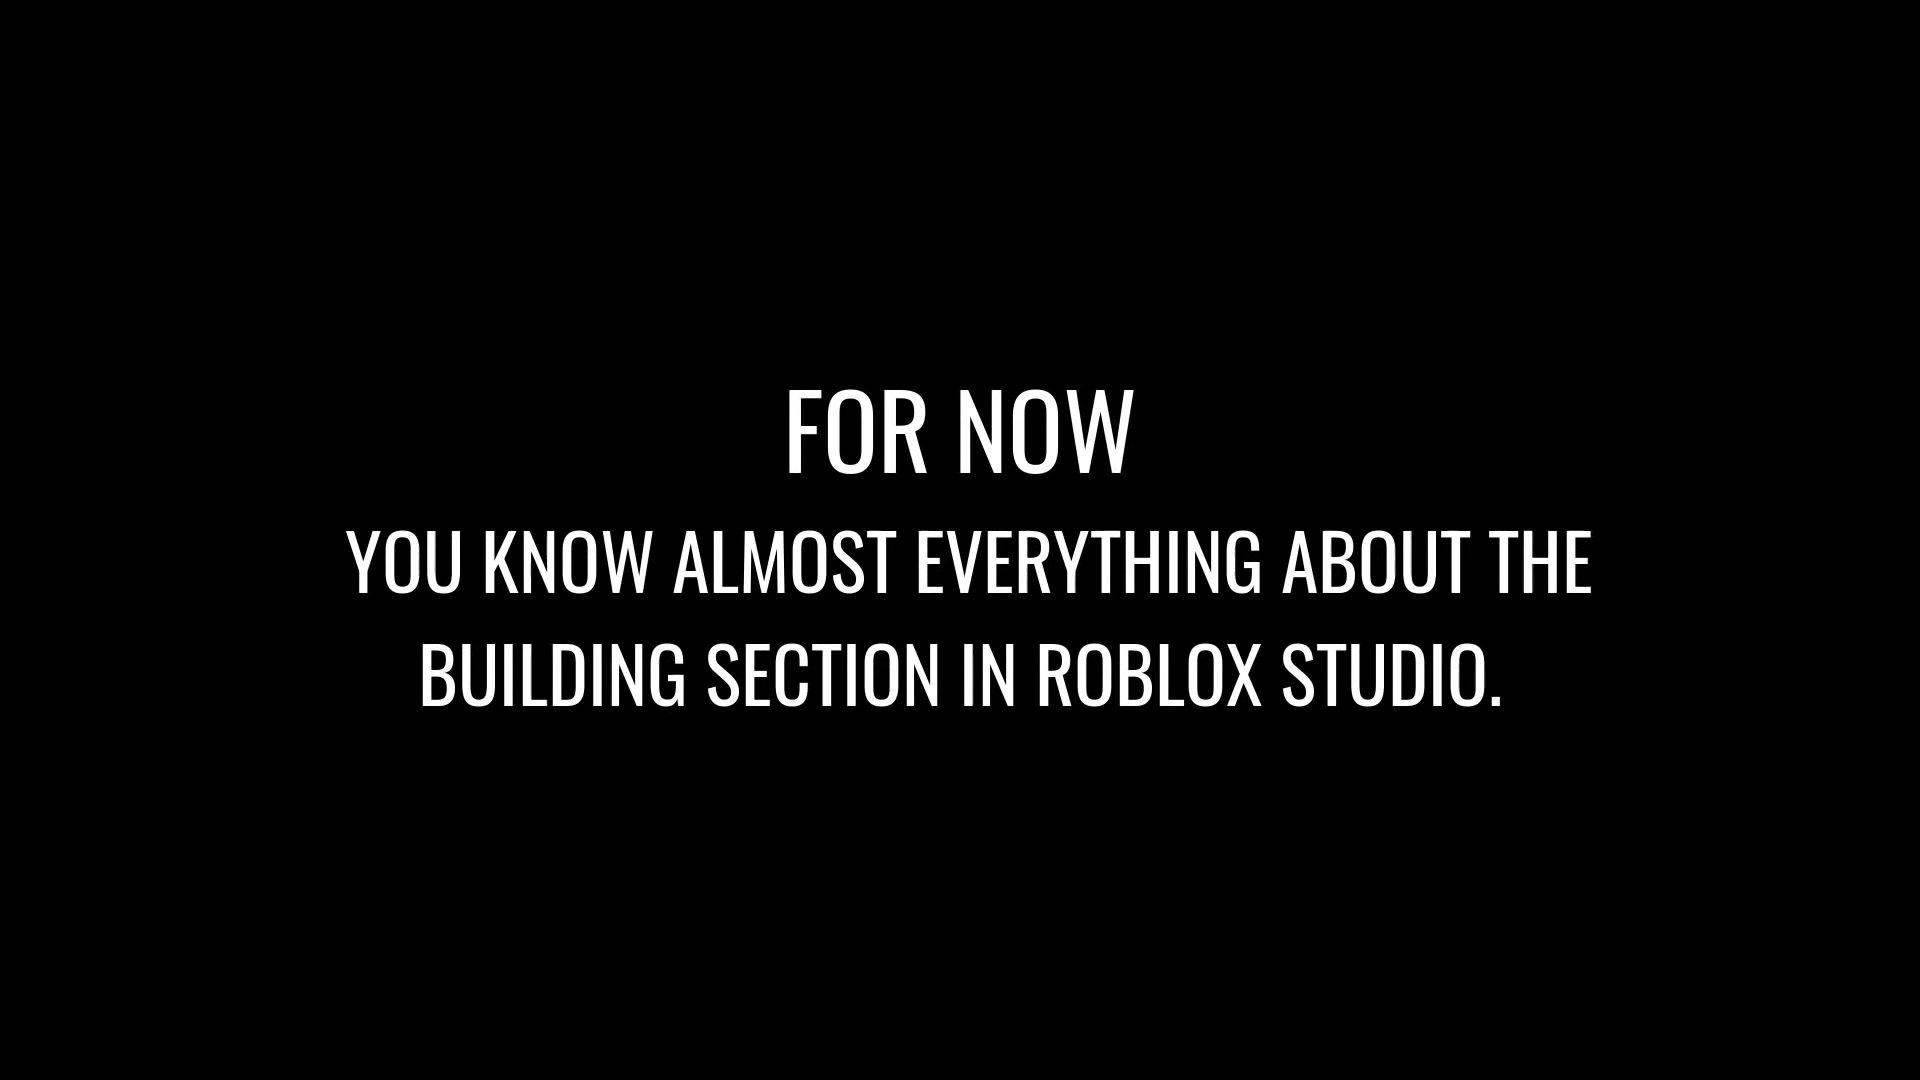 FOR NOW
YOU KNOW ALMOST EVERYTHING ABOUT THE
BUILDING SECTION IN ROBLOX STUDIO.